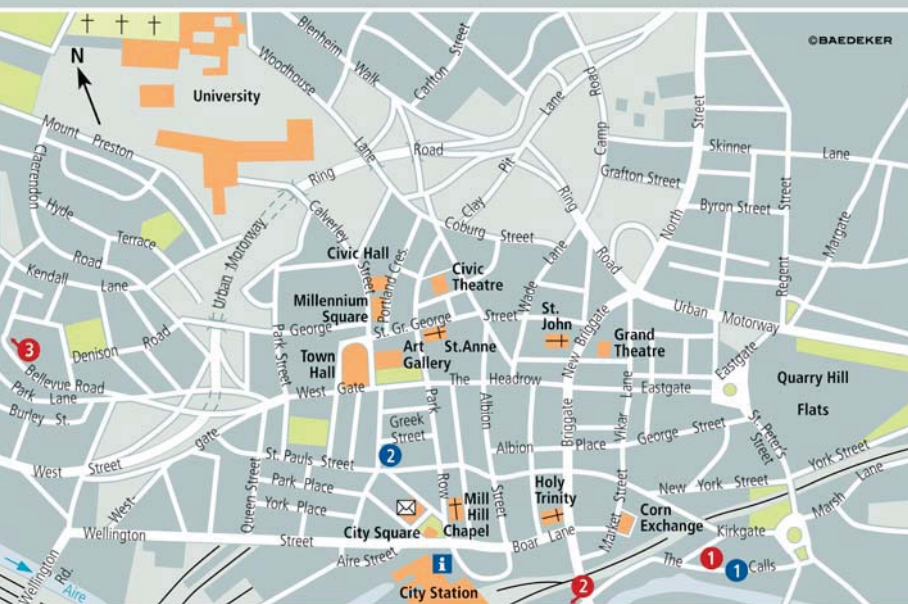 ©BAEDEKER
N
University
Woodhouse
Lane
Blenheim
Walk
Carlton Street
Mount Preston
Claerendon
Road
Hyde
Terrace
Kendall Lane
Denison Road
3
Bellevue Road
Park Lane
Burley St.
West Street
West-
gate
Urban Motorway
Ring Road
Calverley
Street
Civic Hall
Portland Cres.
Millennium
Square
Civic
Theatre
Clay Pit Lane
Coburg Street
Ring Road
Camp Road
Grafton Street
Skinner Lane
Byron Street
North Street
Regent Street
Margate
Urban Motorway
George
St. Gr. George Street
Wade Lane
St.
John
New Briggate
Grand
Theatre
Park Street
Town
Hall
Art
Gallery
St.Anne
West Gate
The Headrow
Eastgate
Eastgate
Quarry Hill
Flats
Greek
Street
2
Park Row
Albion Street
Albion Place
Briggate
Vikar Lane
George Street
St. Peter's
Street
York Street
Marsh Lane
New York Street
St. Pauls Street
Park Place
York Place
Queen Street
Mill
Hill
Chapel
Holy
Trinity
Market Street
Corn
Exchange
Kirkgate
City Square
Boar Lane
Wellington Street
Aire Street
Wellington
Rd.
Aire
i
City Station
The Calls
1
1
2